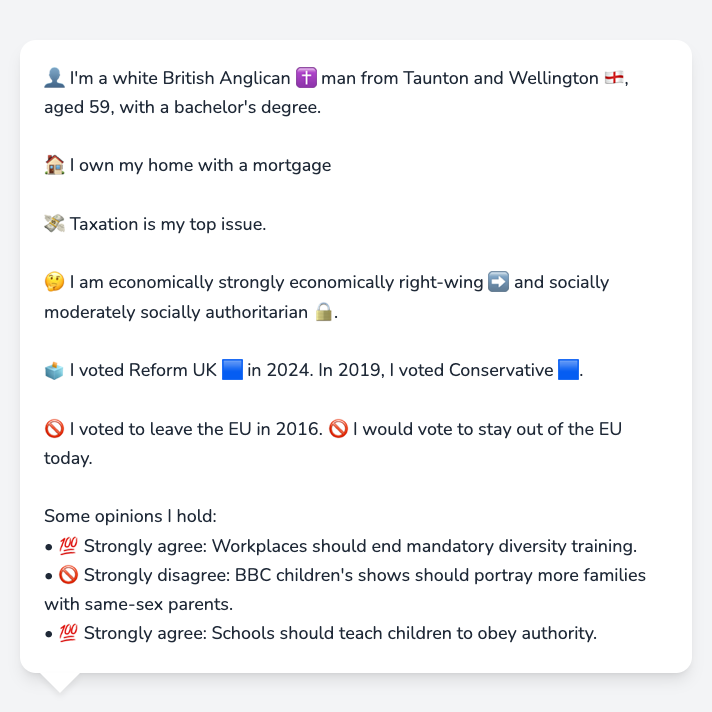 👤 I'm a white British Anglican ✝️ man from Taunton and Wellington 🏴󠁧󠁢󠁥󠁮󠁧󠁿,
aged 59, with a bachelor's degree.
🏠 I own my home with a mortgage
💸 Taxation is my top issue.
🤔 I am economically strongly economically right-wing ➡️ and socially
moderately socially authoritarian 🔒.
🗳️ I voted Reform UK 🟦 in 2024. In 2019, I voted Conservative 🟦.
🚫 I voted to leave the EU in 2016. 🚫 I would vote to stay out of the EU
today.
Some opinions I hold:
• 💯 Strongly agree: Workplaces should end mandatory diversity training.
• 🚫 Strongly disagree: BBC children's shows should portray more families
with same-sex parents.
• 💯 Strongly agree: Schools should teach children to obey authority.